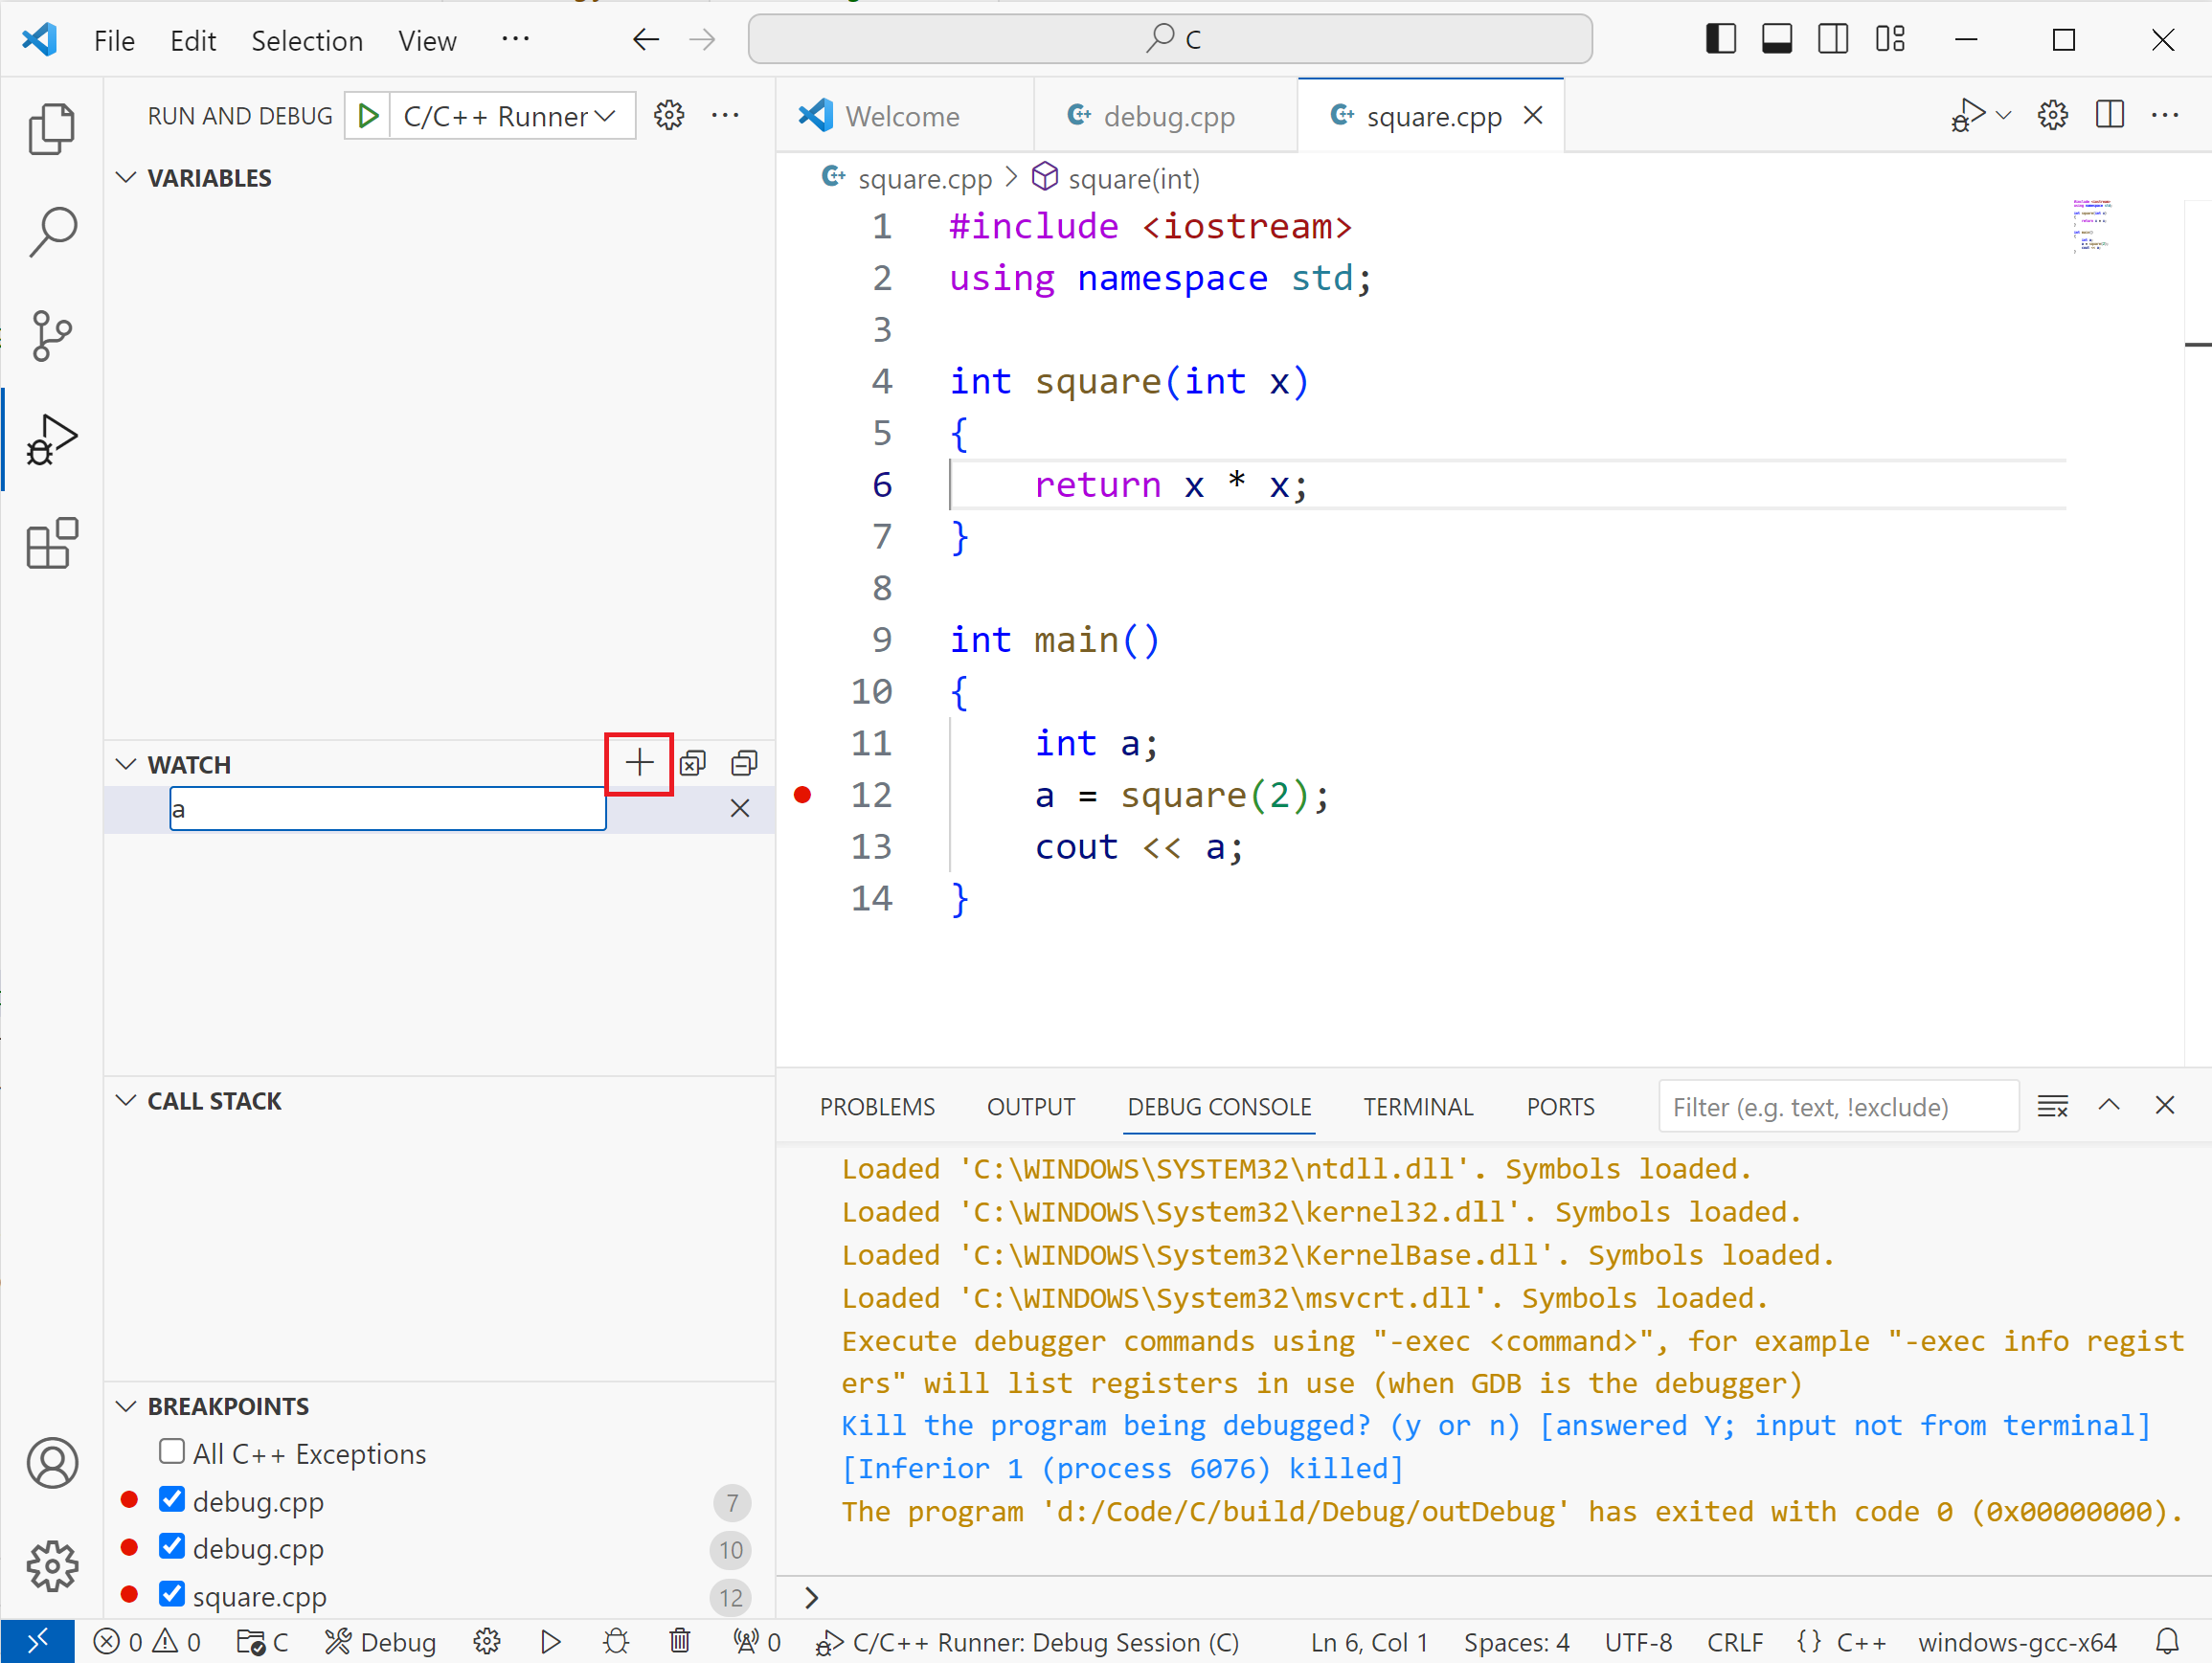 File Edit Selection View ... C
RUN AND DEBUG C/C++ Runner ...
VARIABLES
WATCH
a
CALL STACK
BREAKPOINTS
All C++ Exceptions
debug.cpp 7
debug.cpp 10
square.cpp 12
Welcome debug.cpp square.cpp
square.cpp > square(int)
1 #include <iostream>
2 using namespace std;
3
4 int square(int x)
5 {
6 return x * x;
7 }
8
9 int main()
10 {
11 int a;
12 a = square(2);
13 cout << a;
14 }
PROBLEMS OUTPUT DEBUG CONSOLE TERMINAL PORTS Filter (e.g. text, !exclude)
Loaded 'C:\WINDOWS\SYSTEM32\ntdll.dll'. Symbols loaded.
Loaded 'C:\WINDOWS\System32\kernel32.dll'. Symbols loaded.
Loaded 'C:\WINDOWS\System32\KernelBase.dll'. Symbols loaded.
Loaded 'C:\WINDOWS\System32\msvcrt.dll'. Symbols loaded.
Execute debugger commands using "-exec <command>", for example "-exec info regist
ers" will list registers in use (when GDB is the debugger)
Kill the program being debugged? (y or n) [answered Y; input not from terminal]
[Inferior 1 (process 6076) killed]
The program 'd:/Code/C/build/Debug/outDebug' has exited with code 0 (0x00000000).
>
0 0 C Debug 0 C/C++ Runner: Debug Session (C) Ln 6, Col 1 Spaces: 4 UTF-8 CRLF {} C++ windows-gcc-x64